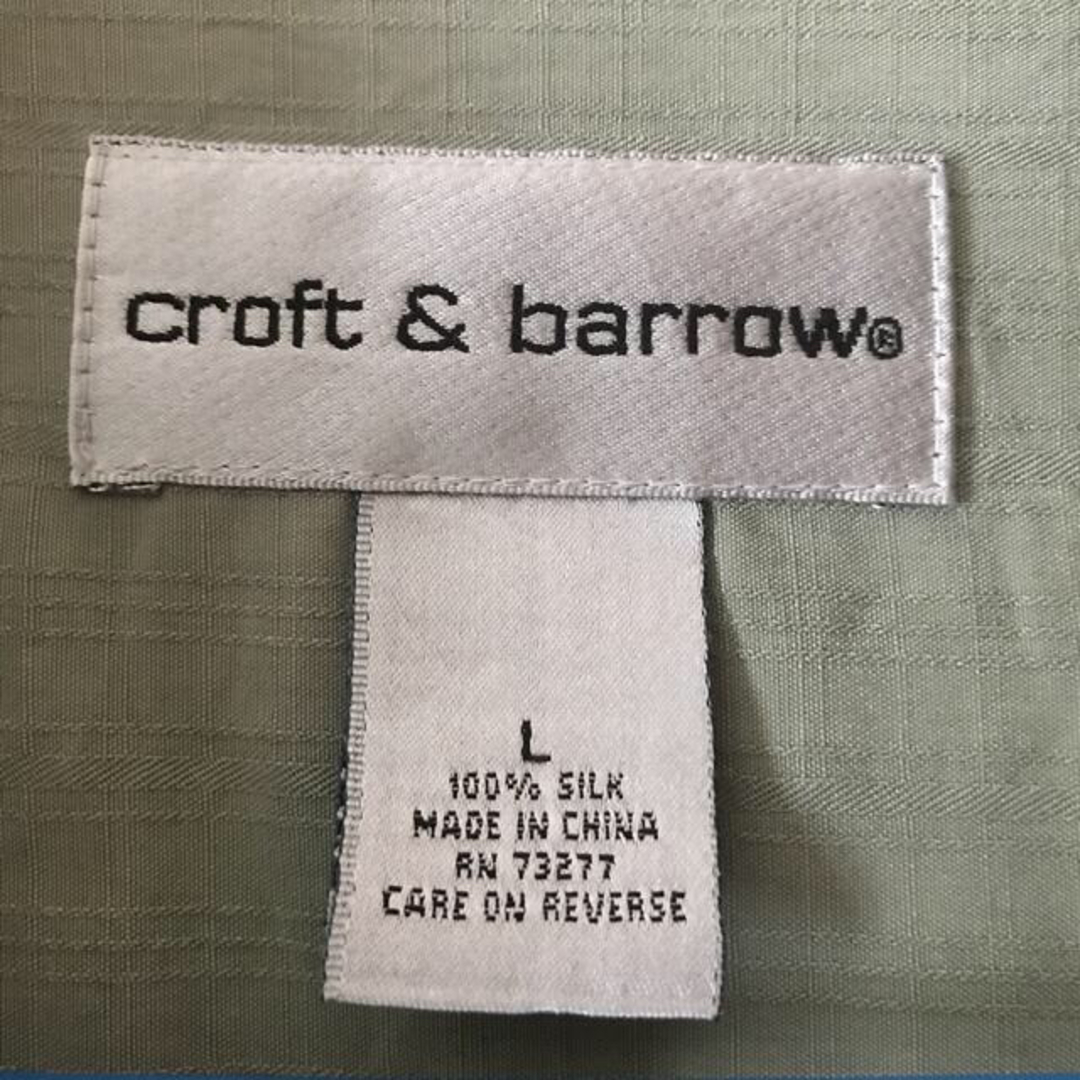 croft & barrow®
L
100% SILK
MADE IN CHINA
RN 73277
CARE ON REVERSE